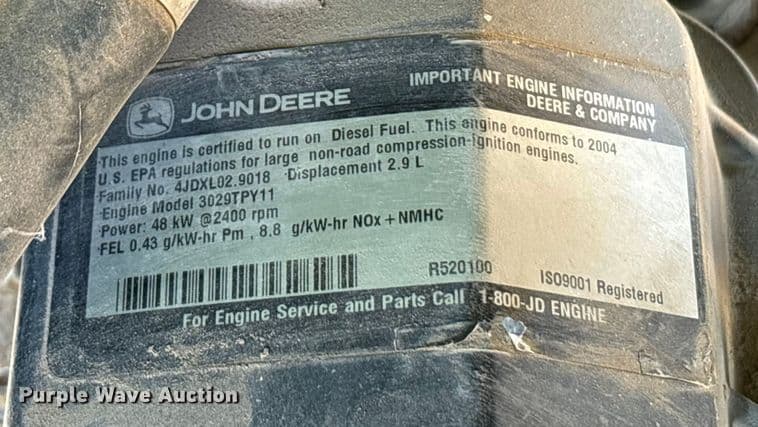 JOHN DEERE
IMPORTANT ENGINE INFORMATION
DEERE & COMPANY
This engine is certified to run on Diesel Fuel. This engine conforms to 2004
U.S. EPA regulations for large non-road compression-ignition engines.
Family No. 4JDXL02.9018 Displacement 2.9 L
Engine Model 3029TPY11
Power: 48 kW @2400 rpm
FEL 0.43 g/kW-hr Pm , 8.8 g/kW-hr NOx + NMHC
R520100
ISO9001 Registered
For Engine Service and Parts Call 1-800-JD ENGINE
Purple Wave Auction